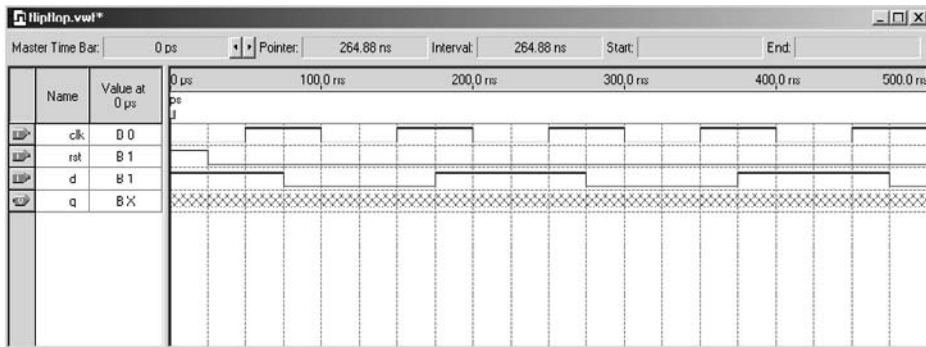 flipflop.vwf*
Master Time Bar: 0 ps Pointer: 264.88 ns Interval: 264.88 ns Start: End:
Name Value at 0 ps
0 ps 100.0 ns 200.0 ns 300.0 ns 400.0 ns 500.0 ns
ps
clk B 0
rst B 1
d B 1
q B X